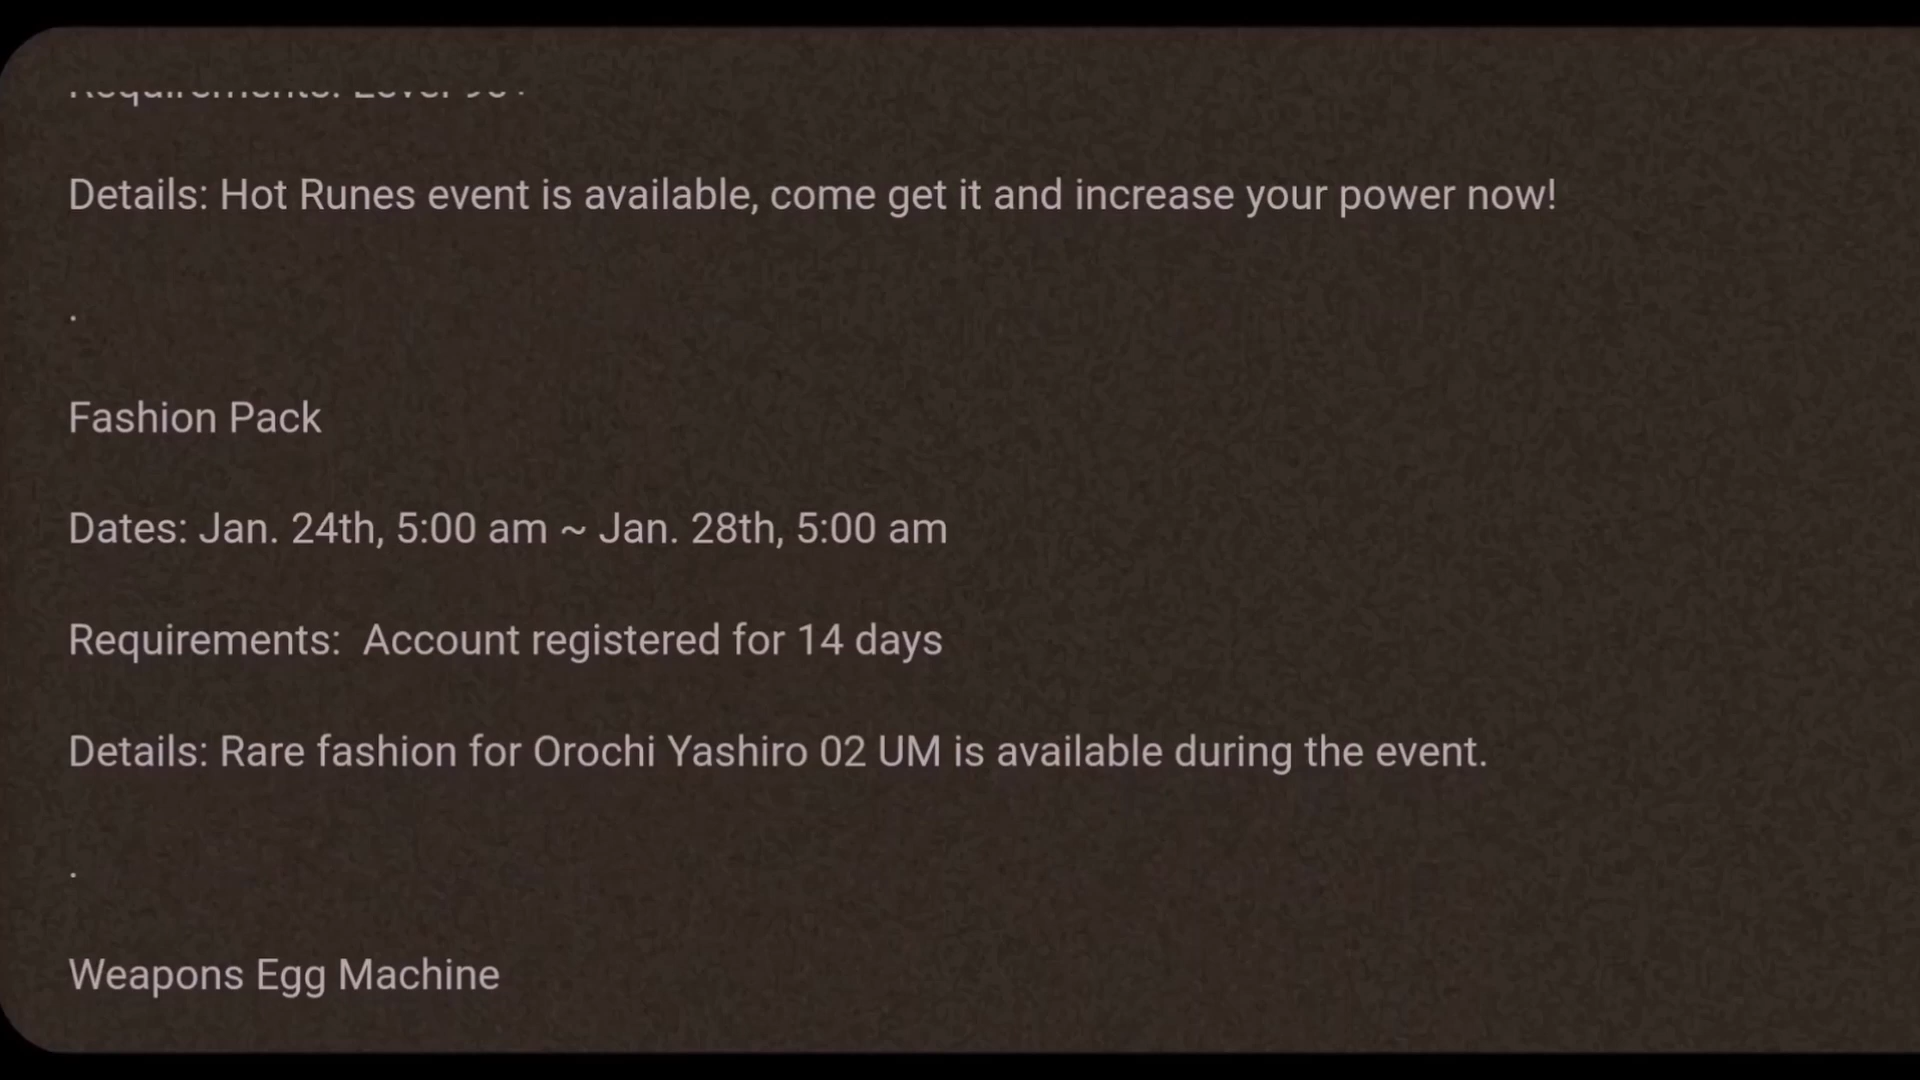 Requirements: Level
Details: Hot Runes event is available, come get it and increase your power now!
.
Fashion Pack
Dates: Jan. 24th, 5:00 am ~ Jan. 28th, 5:00 am
Requirements:  Account registered for 14 days
Details: Rare fashion for Orochi Yashiro 02 UM is available during the event.
.
Weapons Egg Machine